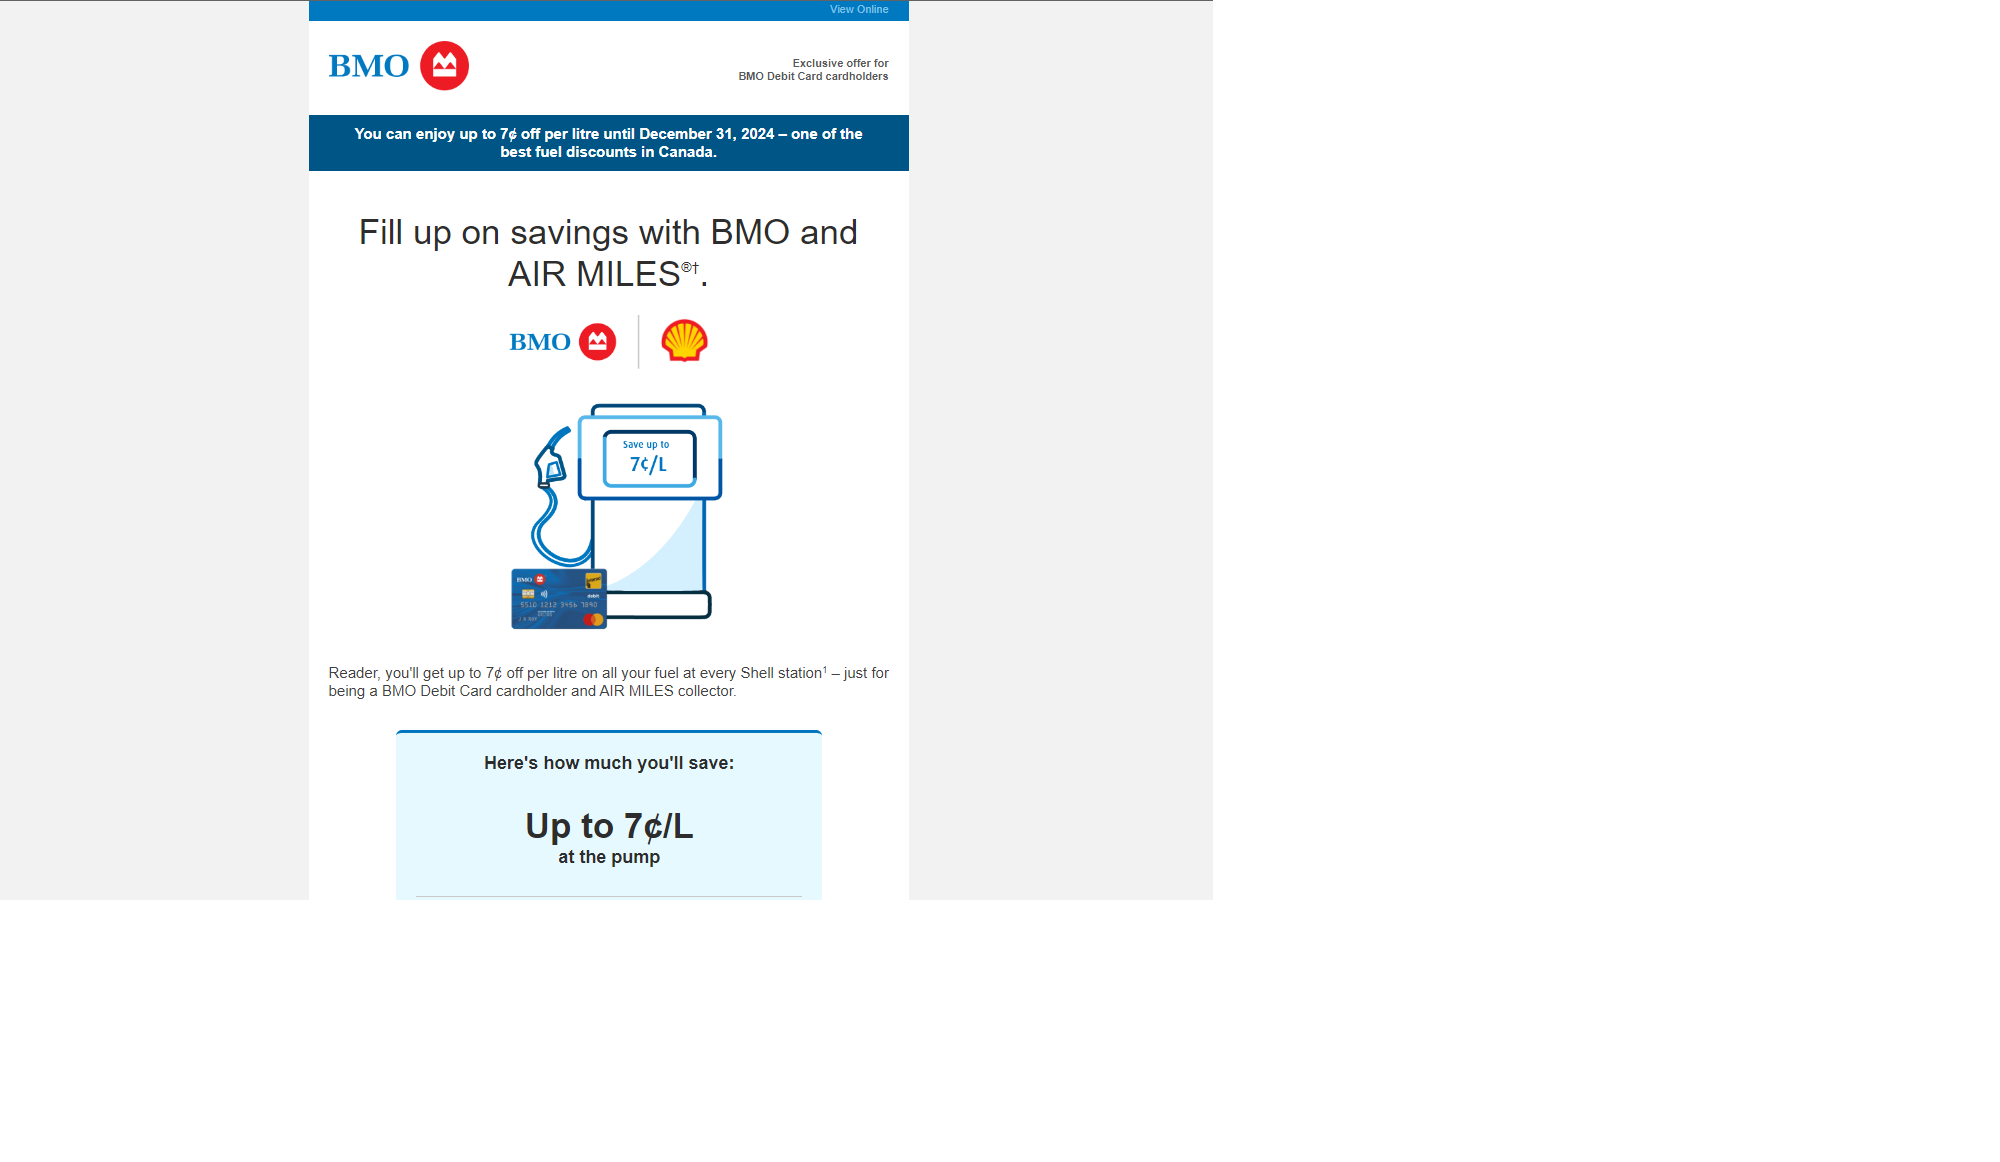 View Online
BMO
Exclusive offer for
BMO Debit Card cardholders
You can enjoy up to 7¢ off per litre until December 31, 2024 – one of the
best fuel discounts in Canada.
Fill up on savings with BMO and
AIR MILES®†.
BMO
Save up to
7¢/L
BMO
debit
5510 1212 3456 7890
Reader, you'll get up to 7¢ off per litre on all your fuel at every Shell station¹ – just for
being a BMO Debit Card cardholder and AIR MILES collector.
Here's how much you'll save:
Up to 7¢/L
at the pump